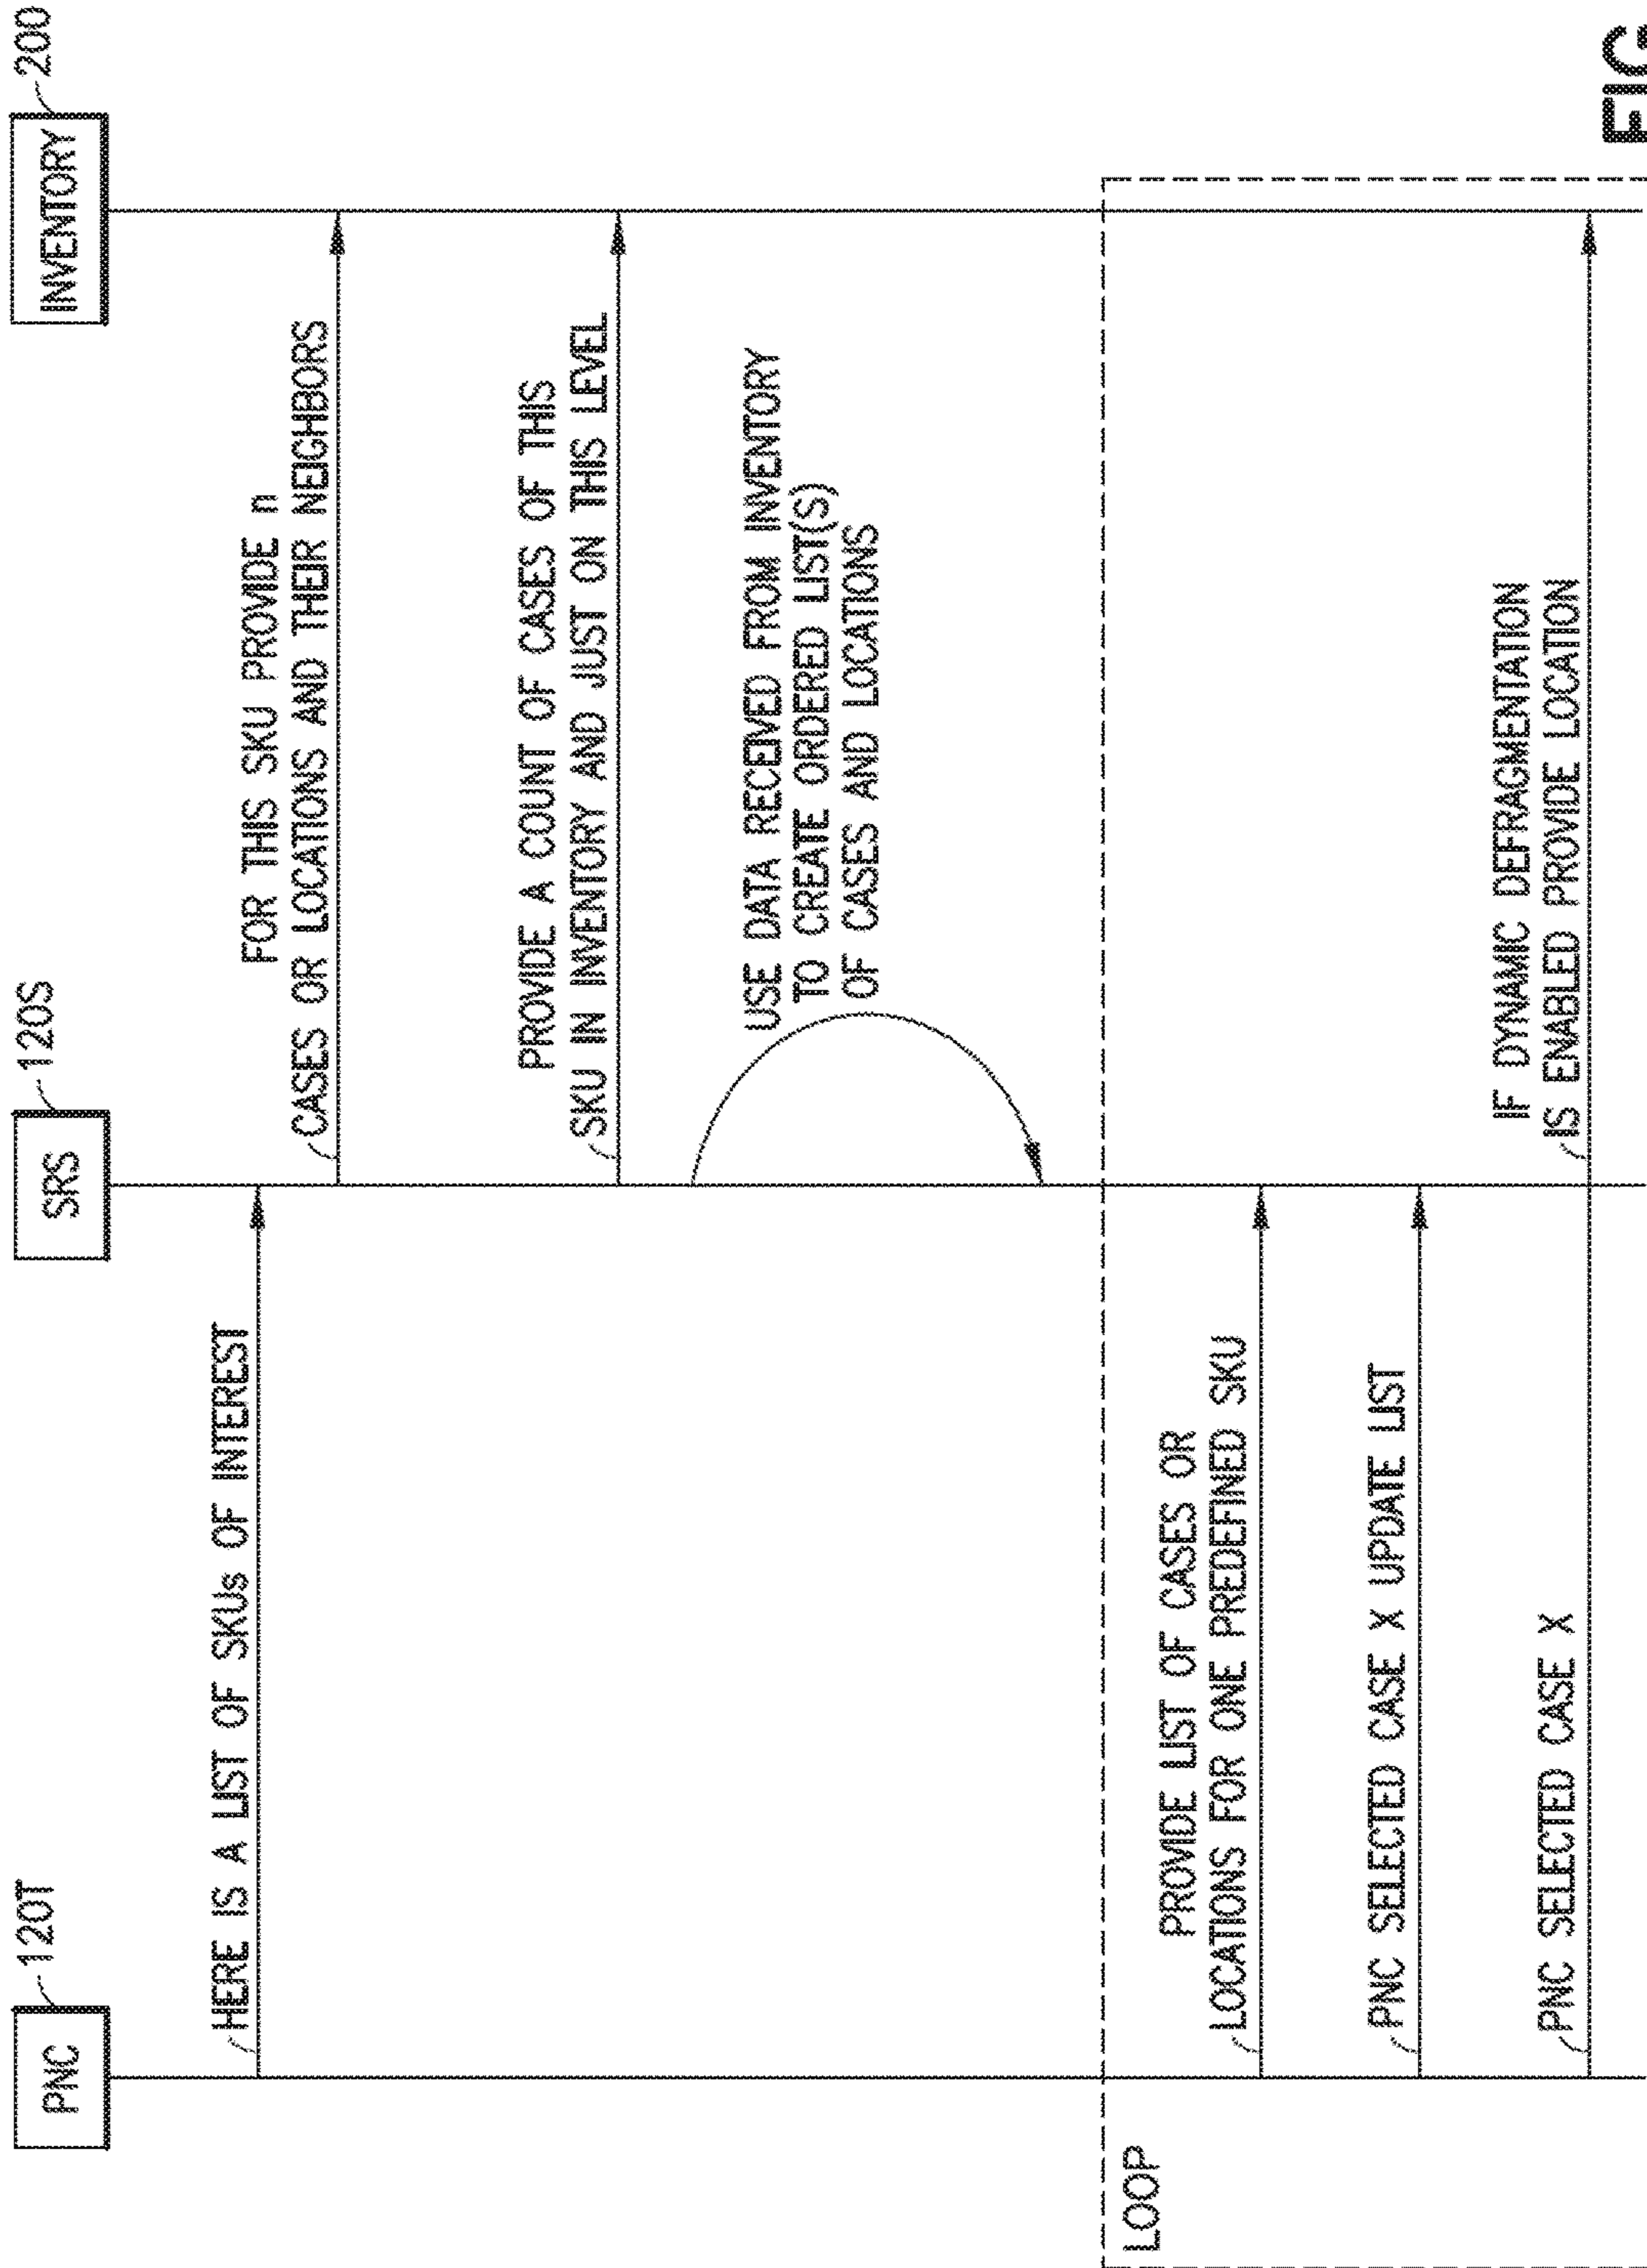 PNC
120T
SRS
120S
INVENTORY
200
HERE IS A LIST OF SKUs OF INTEREST
FOR THIS SKU PROVIDE n
CASES OR LOCATIONS AND THEIR NEIGHBORS
PROVIDE A COUNT OF CASES OF THIS
SKU IN INVENTORY AND JUST ON THIS LEVEL
USE DATA RECEIVED FROM INVENTORY
TO CREATE ORDERED LIST(S)
OF CASES AND LOCATIONS
LOOP
PROVIDE LIST OF CASES OR
LOCATIONS FOR ONE PREDEFINED SKU
PNC SELECTED CASE X UPDATE LIST
PNC SELECTED CASE X
IF DYNAMIC DEFRAGMENTATION
IS ENABLED PROVIDE LOCATION
FIG